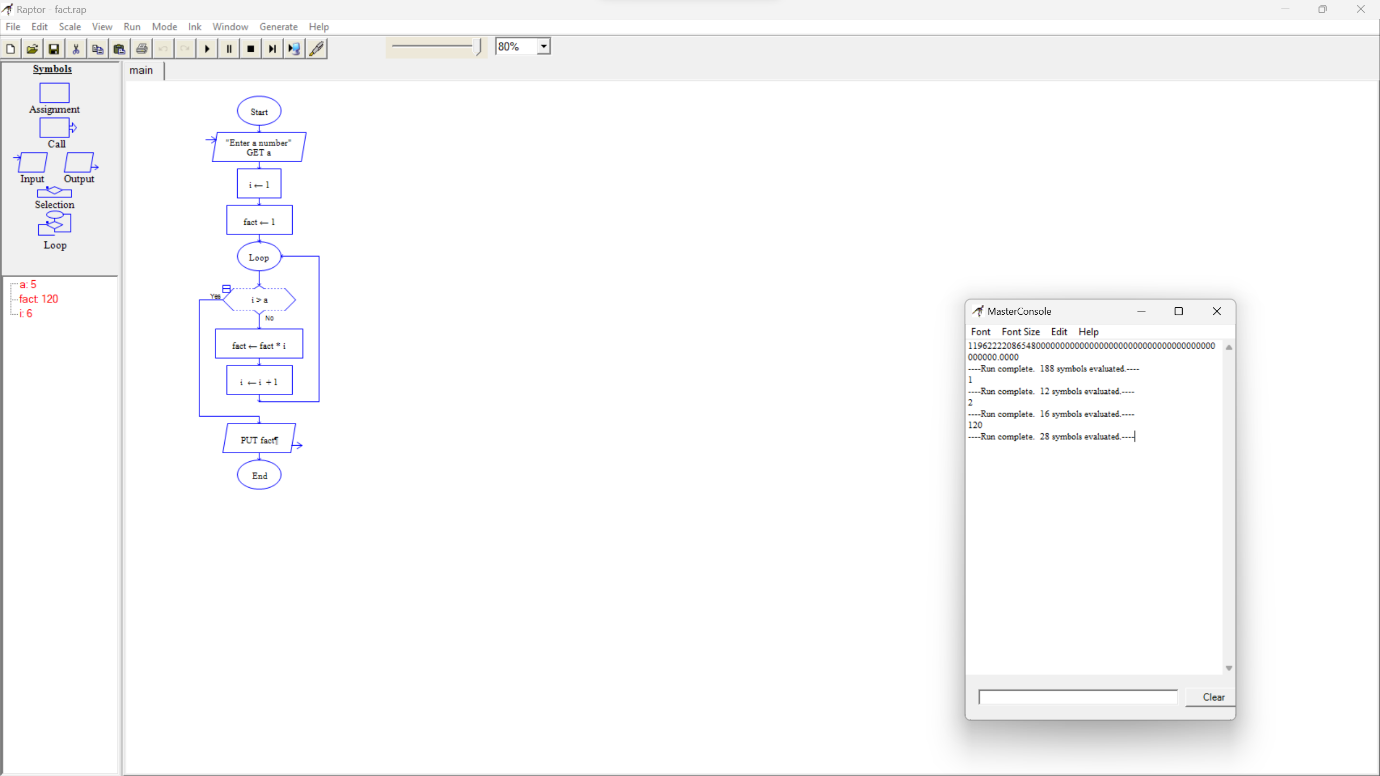 Raptor - fact.rap
File Edit Scale View Run Mode Ink Window Generate Help
80%
Symbols
Assignment
Call
Input Output
Selection
Loop
a: 5
fact: 120
i: 6
main
Start
"Enter a number"
GET a
i ← 1
fact ← 1
Loop
Yes
i > a
No
fact ← fact * i
i ← i + 1
PUT fact¶
End
MasterConsole
Font Font Size Edit Help
----Run complete. 188 symbols evaluated.----
1
----Run complete. 12 symbols evaluated.----
2
----Run complete. 16 symbols evaluated.----
120
----Run complete. 28 symbols evaluated.----
Clear